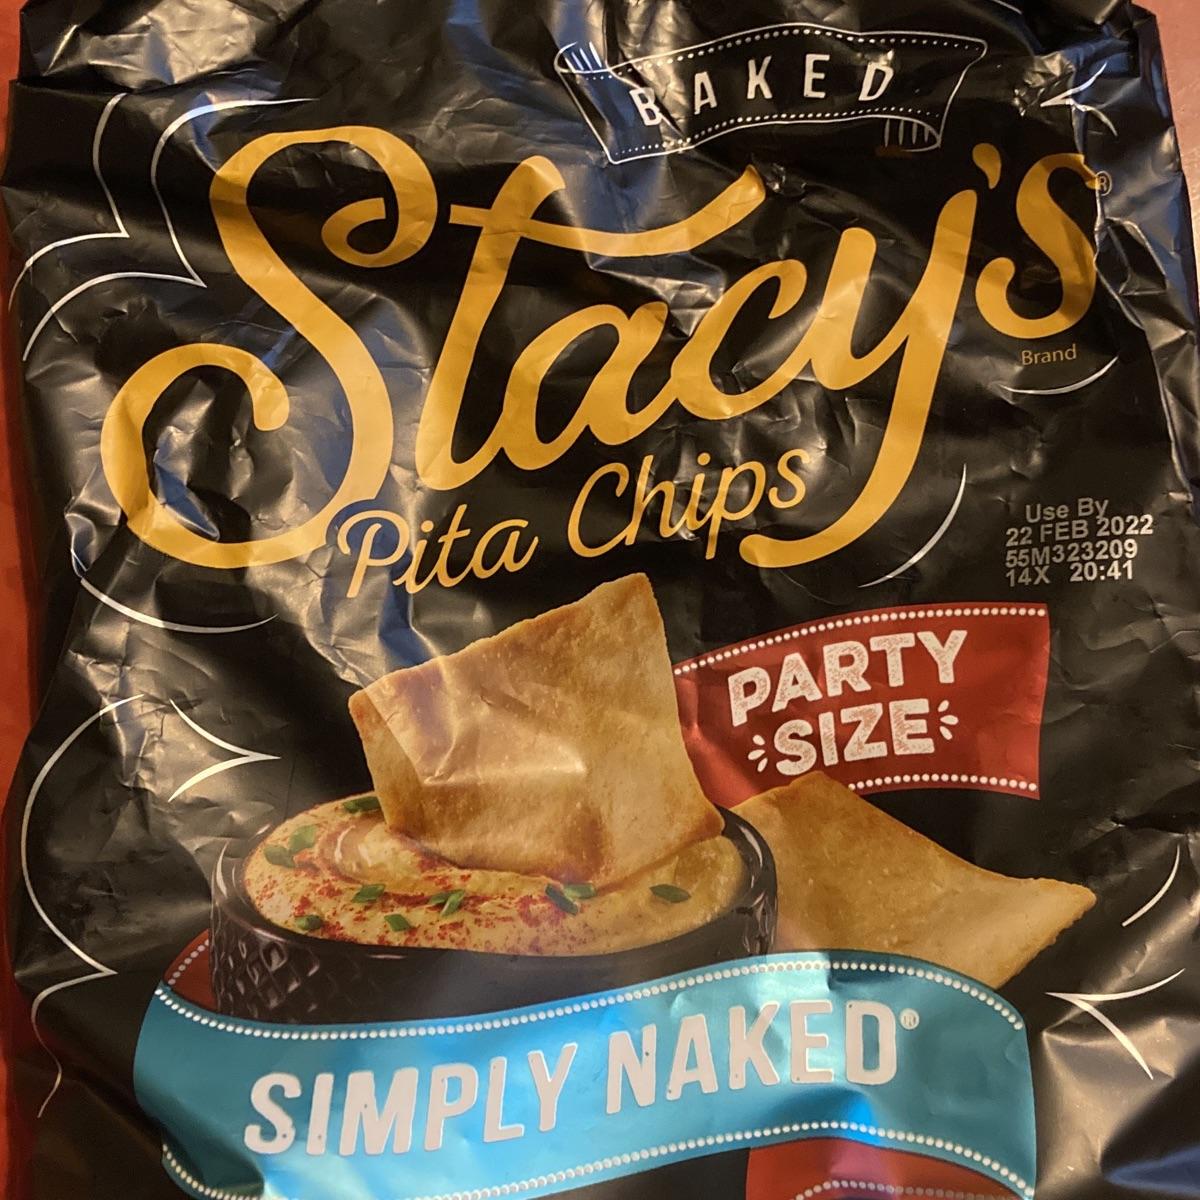 BAKED
Stacy's®
Brand
Pita Chips
Use By
22 FEB 2022
55M323209
14X 20:41
PARTY
SIZE
SIMPLY NAKED®